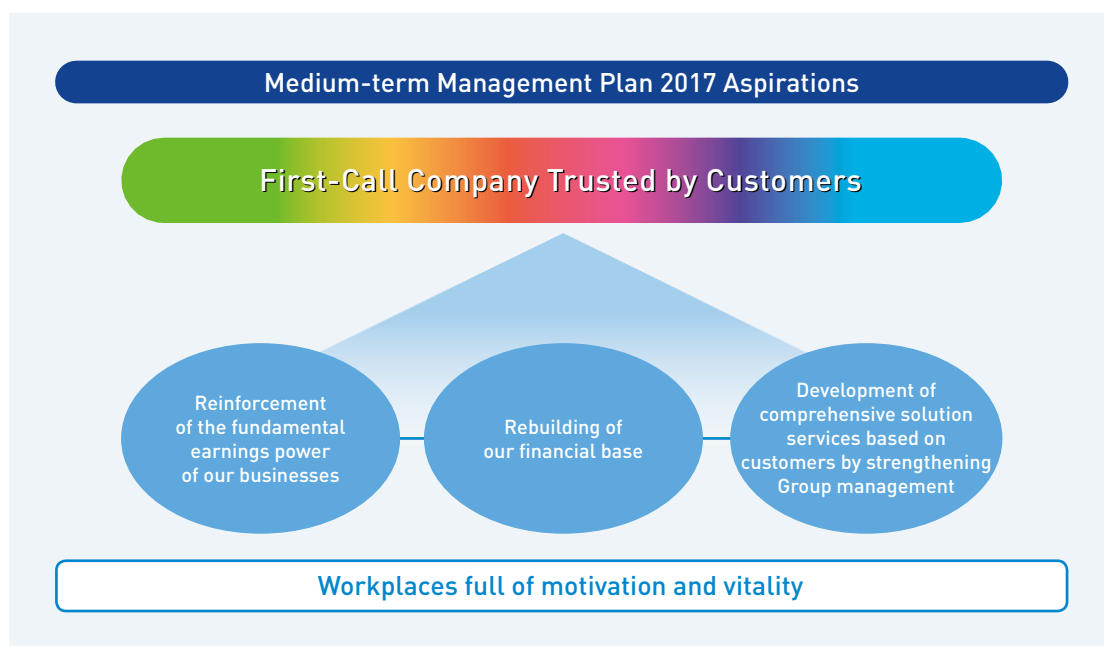 Medium-term Management Plan 2017 Aspirations
First-Call Company Trusted by Customers
Reinforcement
of the fundamental
earnings power
of our businesses
Rebuilding of
our financial base
Development of
comprehensive solution
services based on
customers by strengthening
Group management
Workplaces full of motivation and vitality